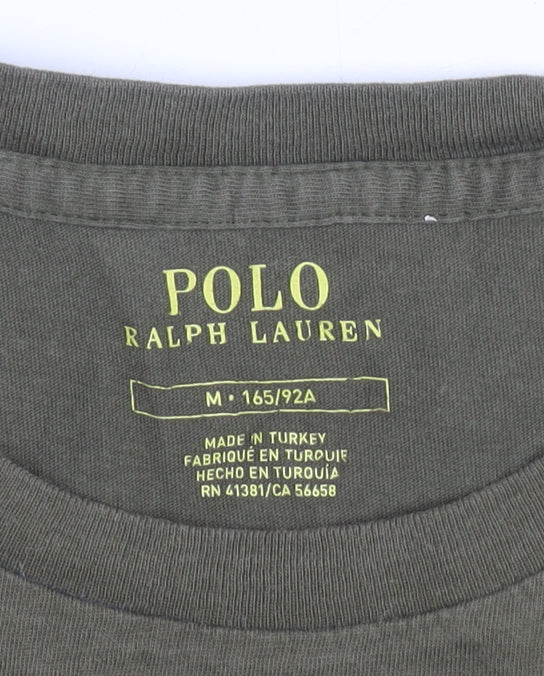 POLO
RALPH LAUREN
M • 165/92A
MADE IN TURKEY
FABRIQUÉ EN TURQUIE
HECHO EN TURQUÍA
RN 41381/CA 56658